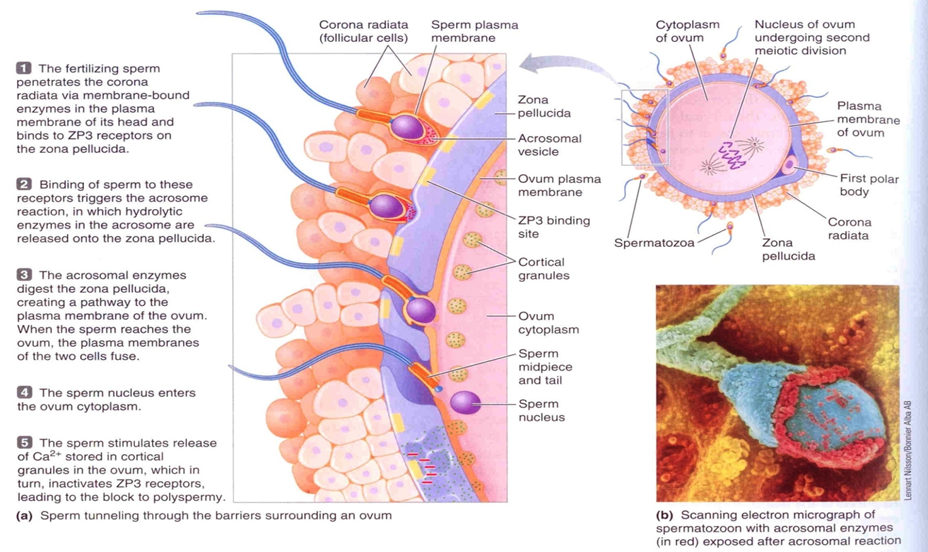 Corona radiata
(follicular cells)
Sperm plasma
membrane
Cytoplasm
of ovum
Nucleus of ovum
undergoing second
meiotic division
1 The fertilizing sperm
penetrates the corona
radiata via membrane-bound
enzymes in the plasma
membrane of its head and
binds to ZP3 receptors on
the zona pellucida.
2 Binding of sperm to these
receptors triggers the acrosome
reaction, in which hydrolytic
enzymes in the acrosome are
released onto the zona pellucida.
3 The acrosomal enzymes
digest the zona pellucida,
creating a pathway to the
plasma membrane of the ovum.
When the sperm reaches the
ovum, the plasma membranes
of the two cells fuse.
4 The sperm nucleus enters
the ovum cytoplasm.
5 The sperm stimulates release
of Ca2+ stored in cortical
granules in the ovum, which in
turn, inactivates ZP3 receptors,
leading to the block to polyspermy.
Zona
pellucida
Acrosomal
vesicle
Ovum plasma
membrane
ZP3 binding
site
Cortical
granules
Ovum
cytoplasm
Sperm
midpiece
and tail
Sperm
nucleus
Plasma
membrane
of ovum
First polar
body
Corona
radiata
Spermatozoa
Zona
pellucida
Lennart Nilsson/Bonnier Alba AB
(a) Sperm tunneling through the barriers surrounding an ovum
(b) Scanning electron micrograph of
spermatozoon with acrosomal enzymes
(in red) exposed after acrosomal reaction